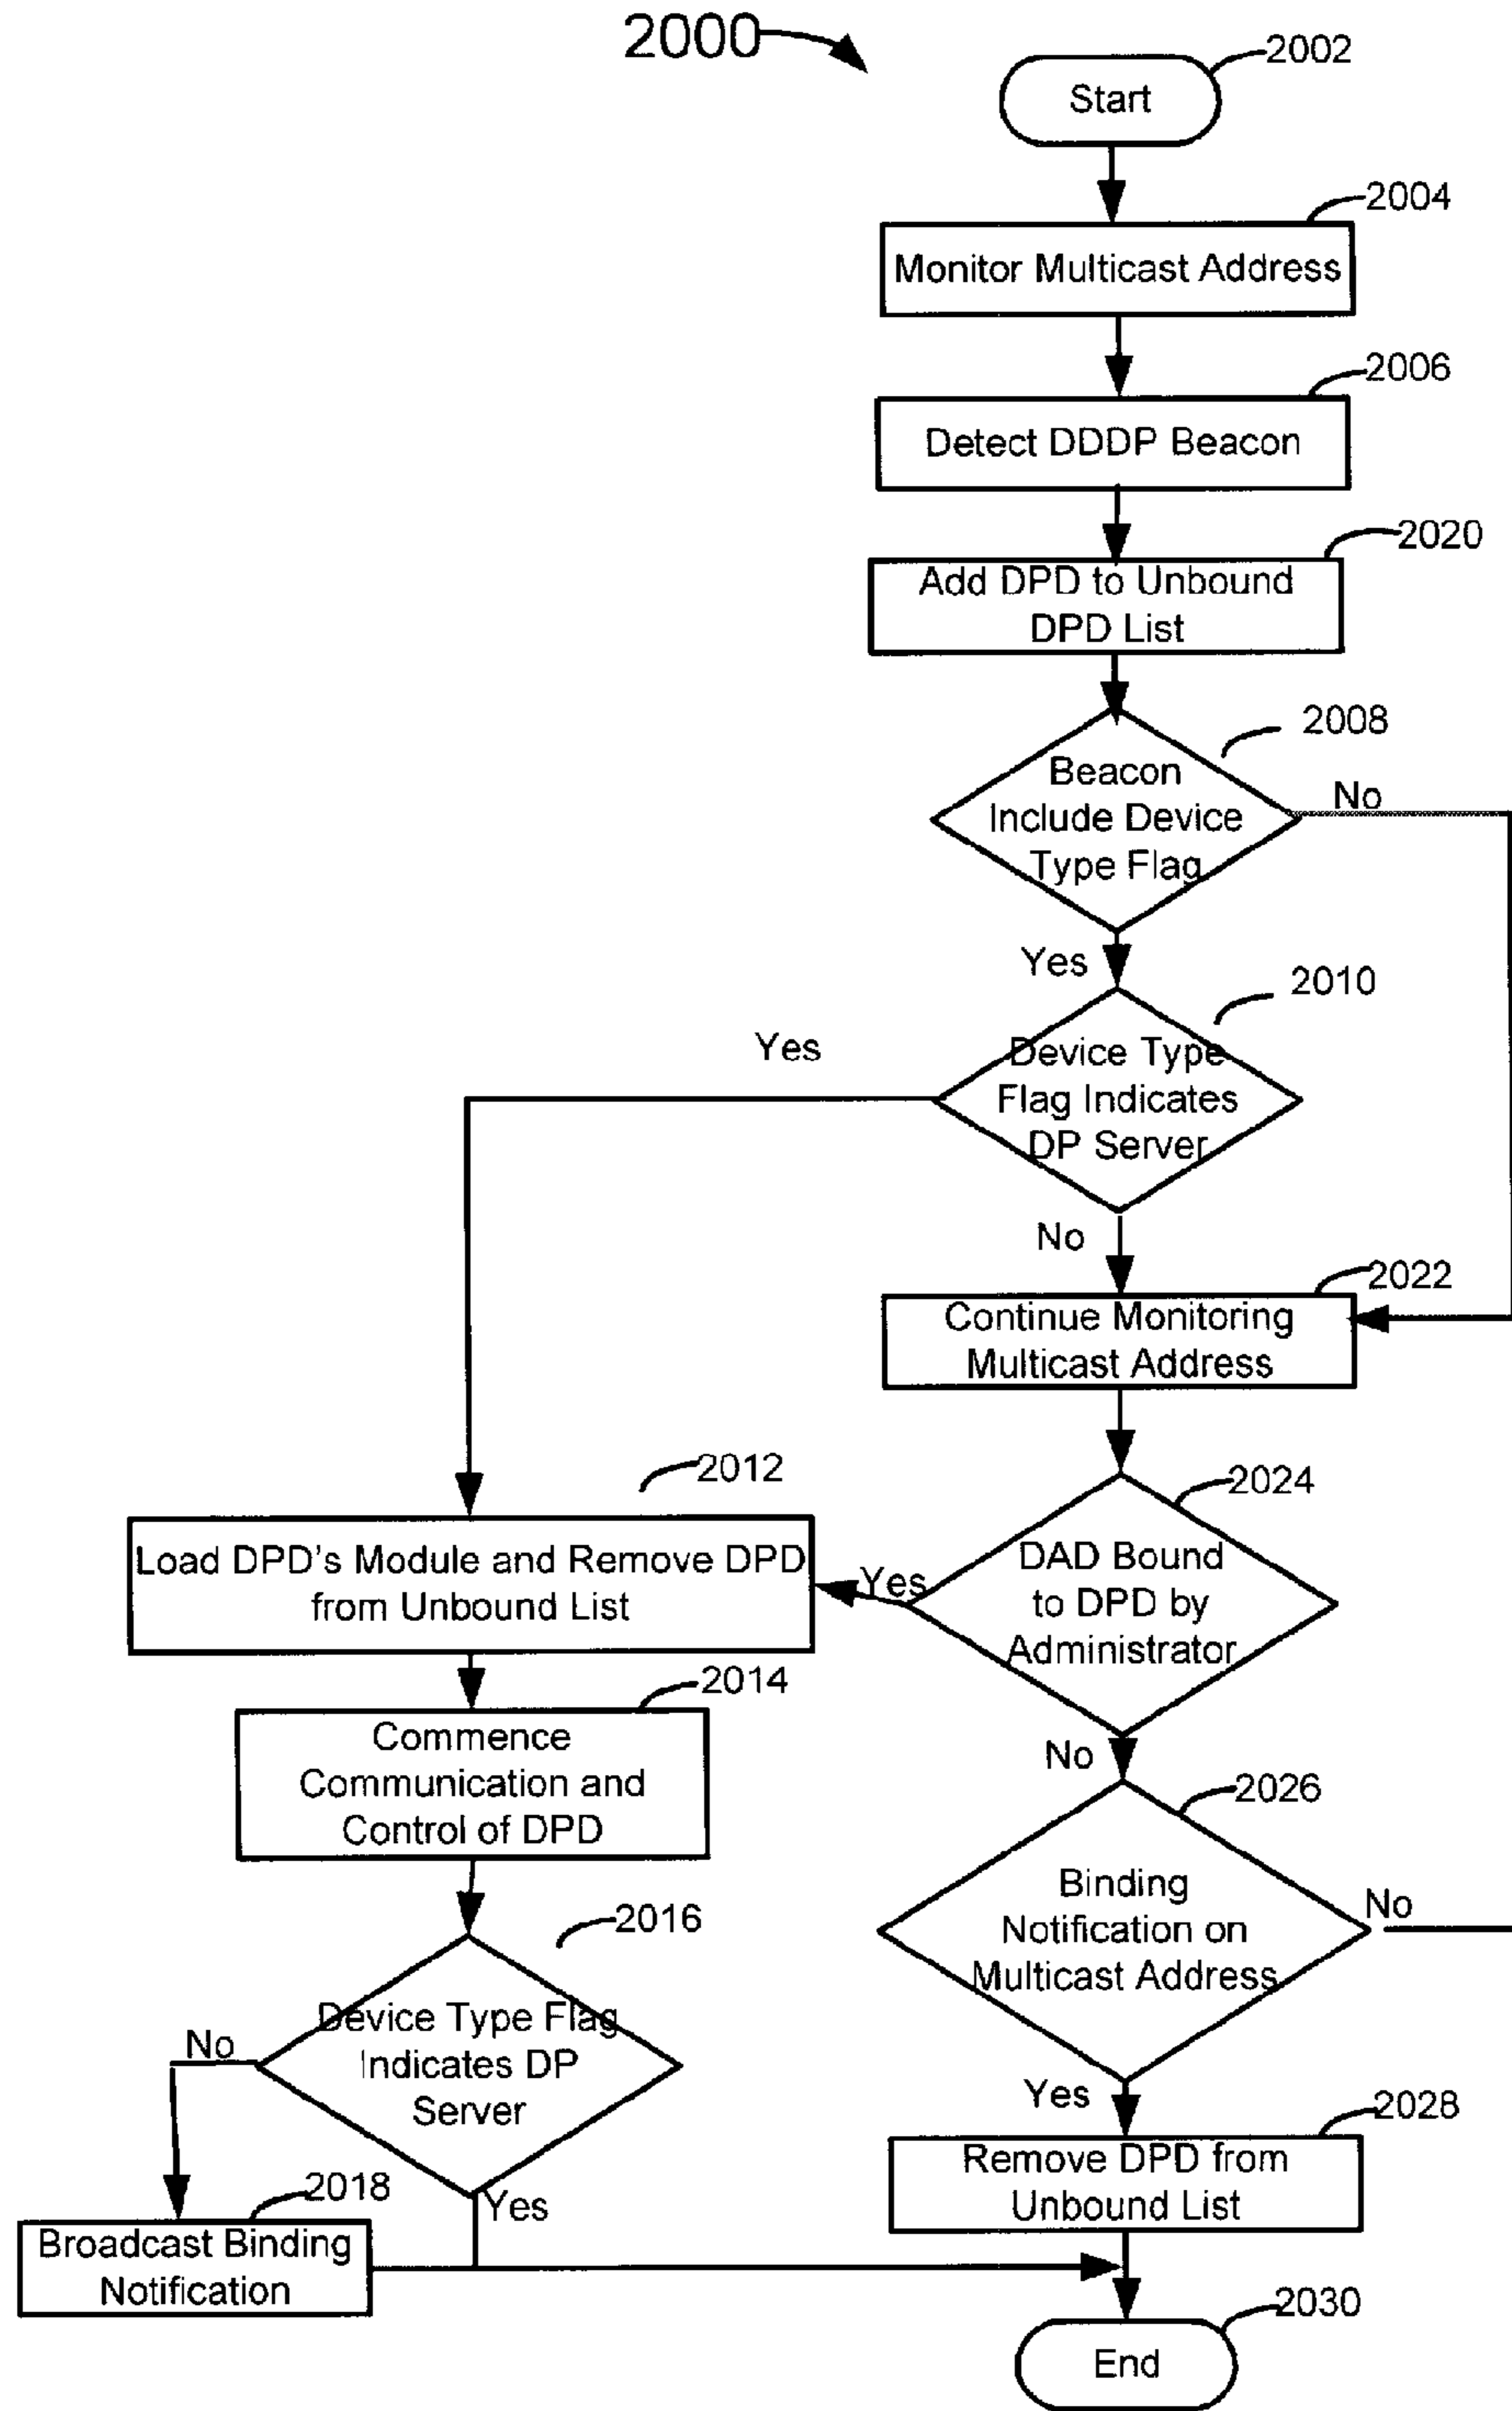 2000
2002
Start
2004
Monitor Multicast Address
2006
Detect DDDP Beacon
2020
Add DPD to Unbound
DPD List
2008
Beacon
Include Device
Type Flag
No
Yes
2010
Device Type
Flag Indicates
DP Server
Yes
No
2022
Continue Monitoring
Multicast Address
2012
Load DPD's Module and Remove DPD
from Unbound List
2024
DAD Bound
to DPD by
Administrator
Yes
No
2014
Commence
Communication and
Control of DPD
2026
Binding
Notification on
Multicast Address
No
Yes
2016
Device Type Flag
Indicates DP
Server
No
Yes
2018
Broadcast Binding
Notification
2028
Remove DPD from
Unbound List
2030
End